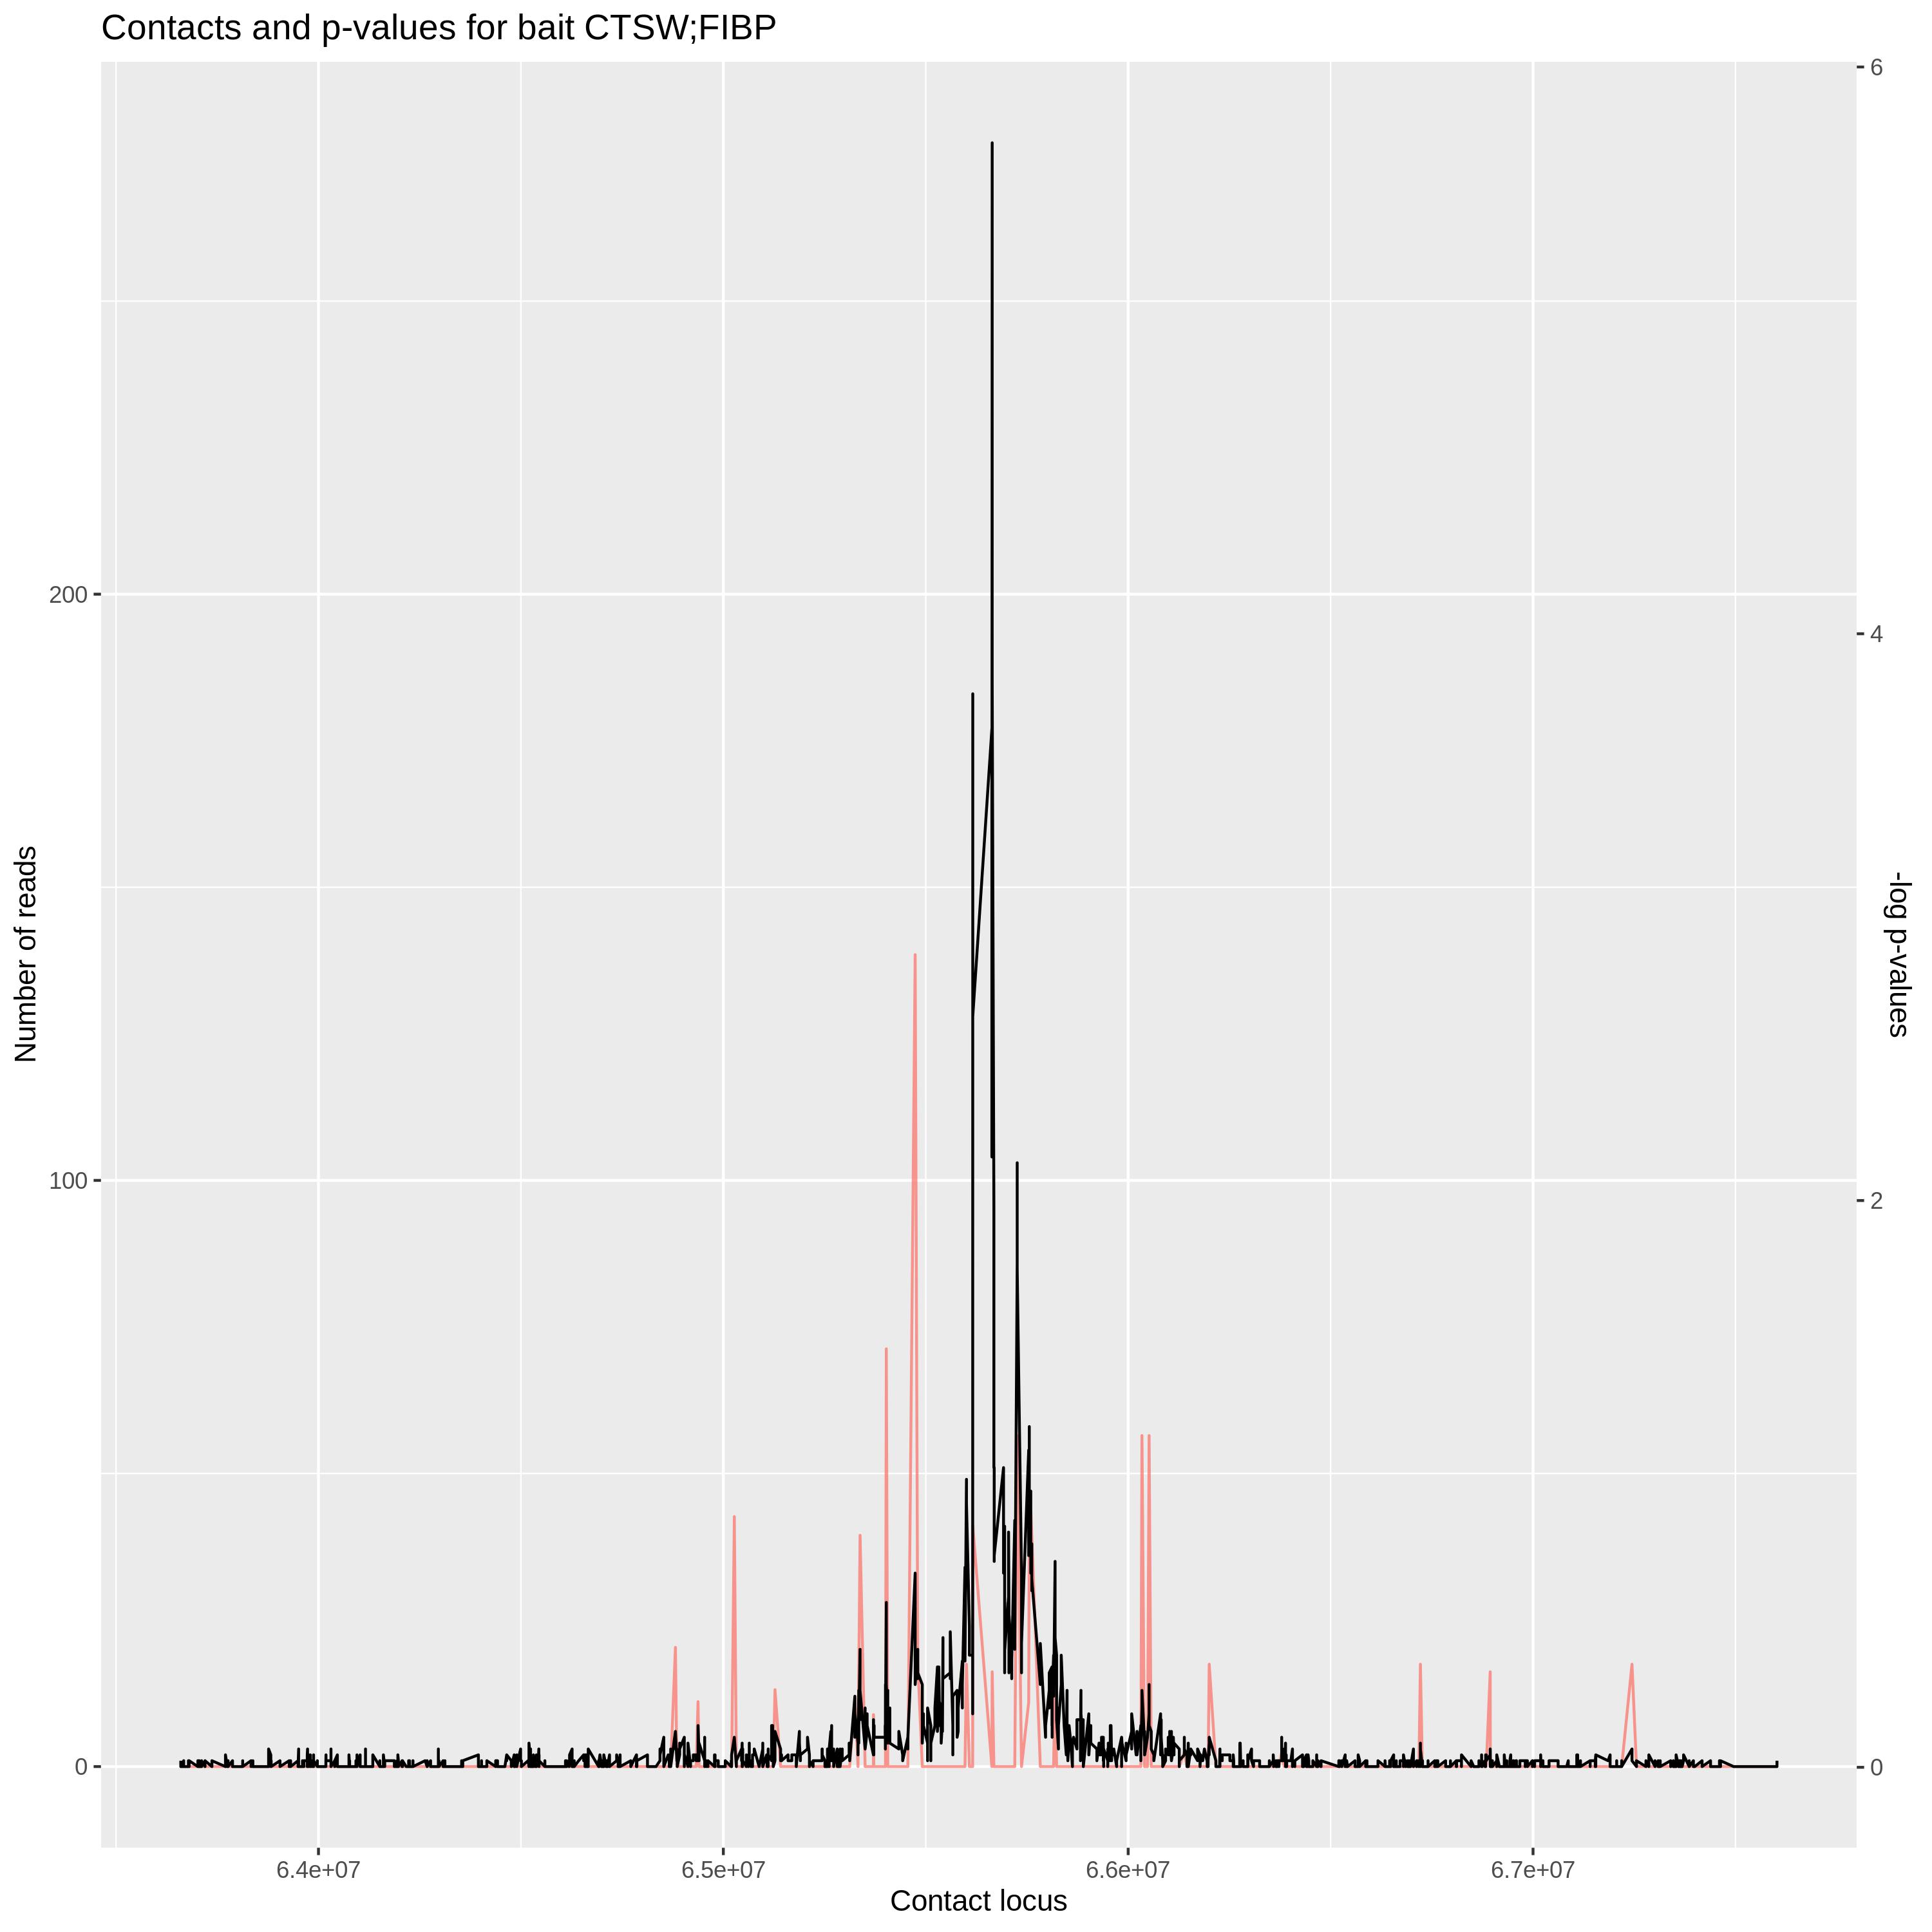 Contacts and p-values for bait CTSW;FIBP
6
200
4
Number of reads
-log p-values
100
2
0
0
6.4e+07
6.5e+07
6.6e+07
6.7e+07
Contact locus